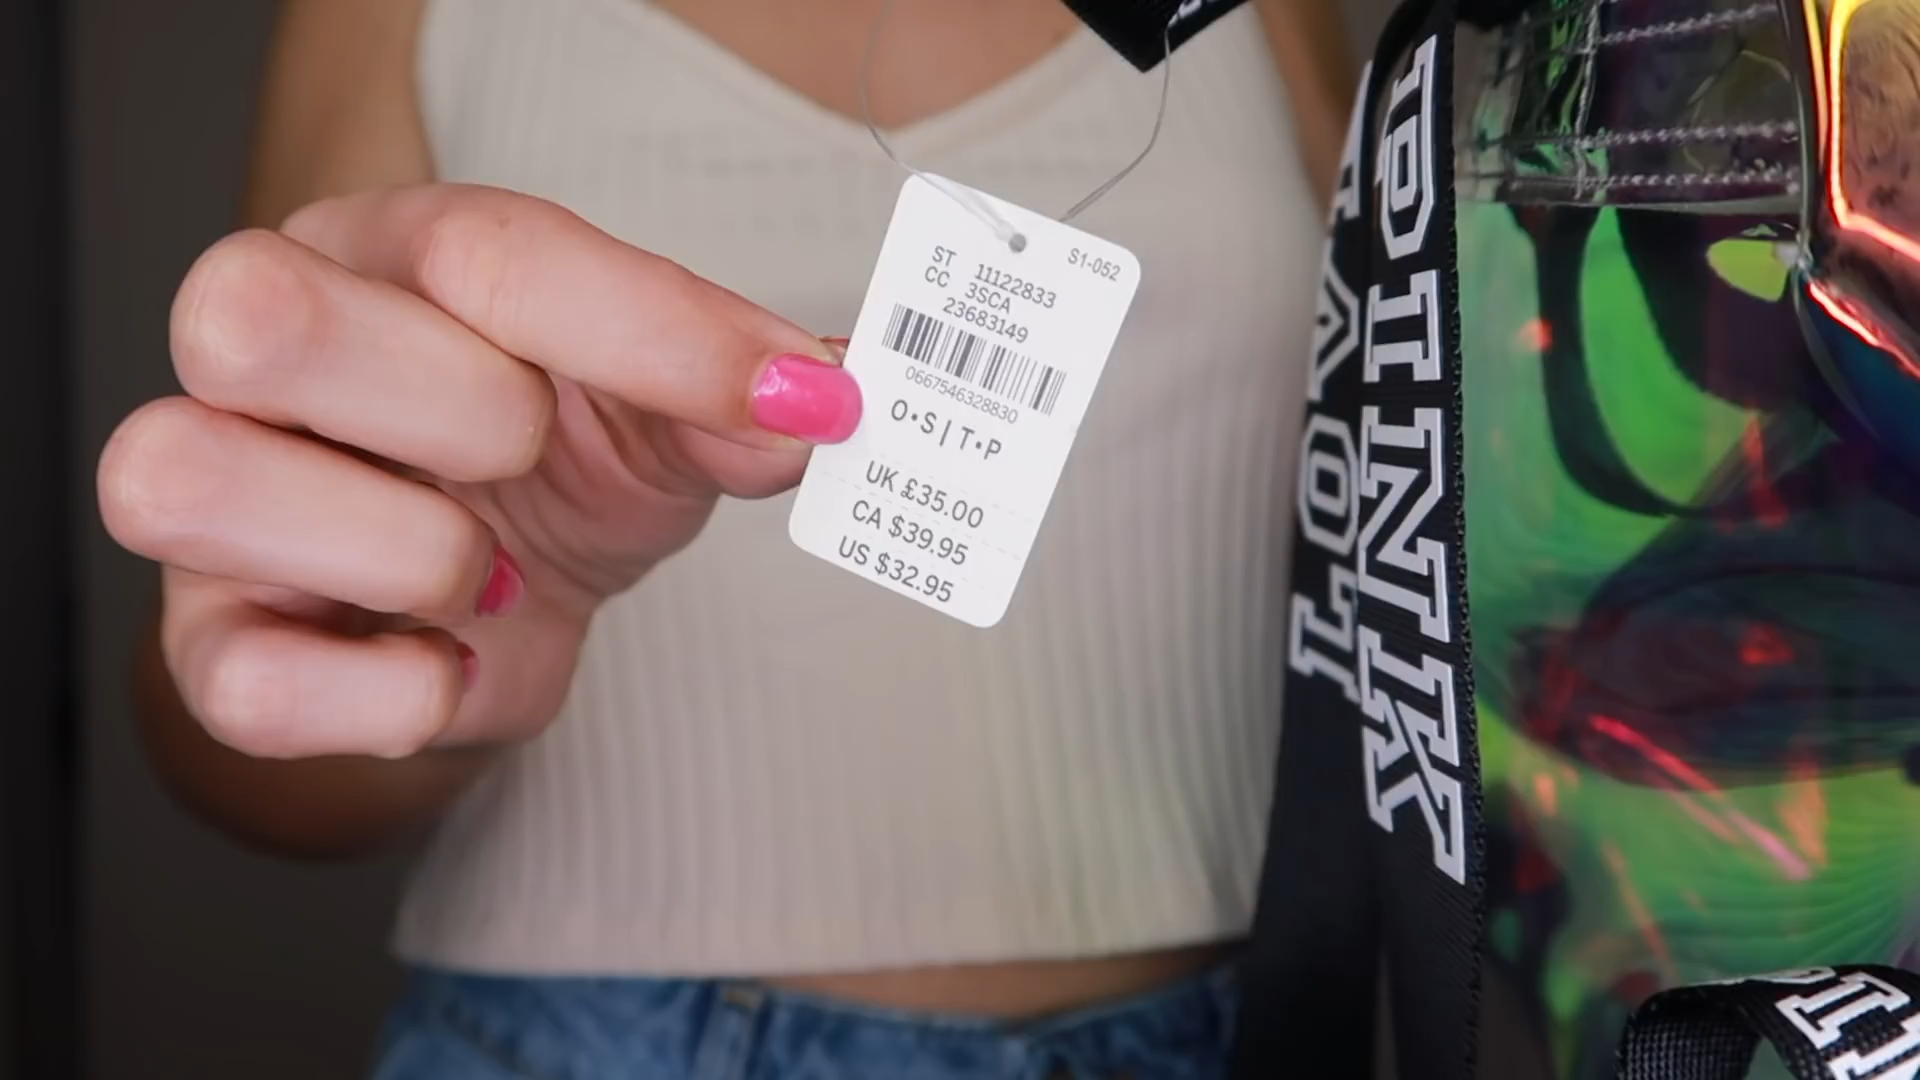 S1-052
ST 11122833
CC 3SCA
23683149
0667546328830
O•S|T•P
UK £35.00
CA $39.95
US $32.95
PINK
LOVE
PINK